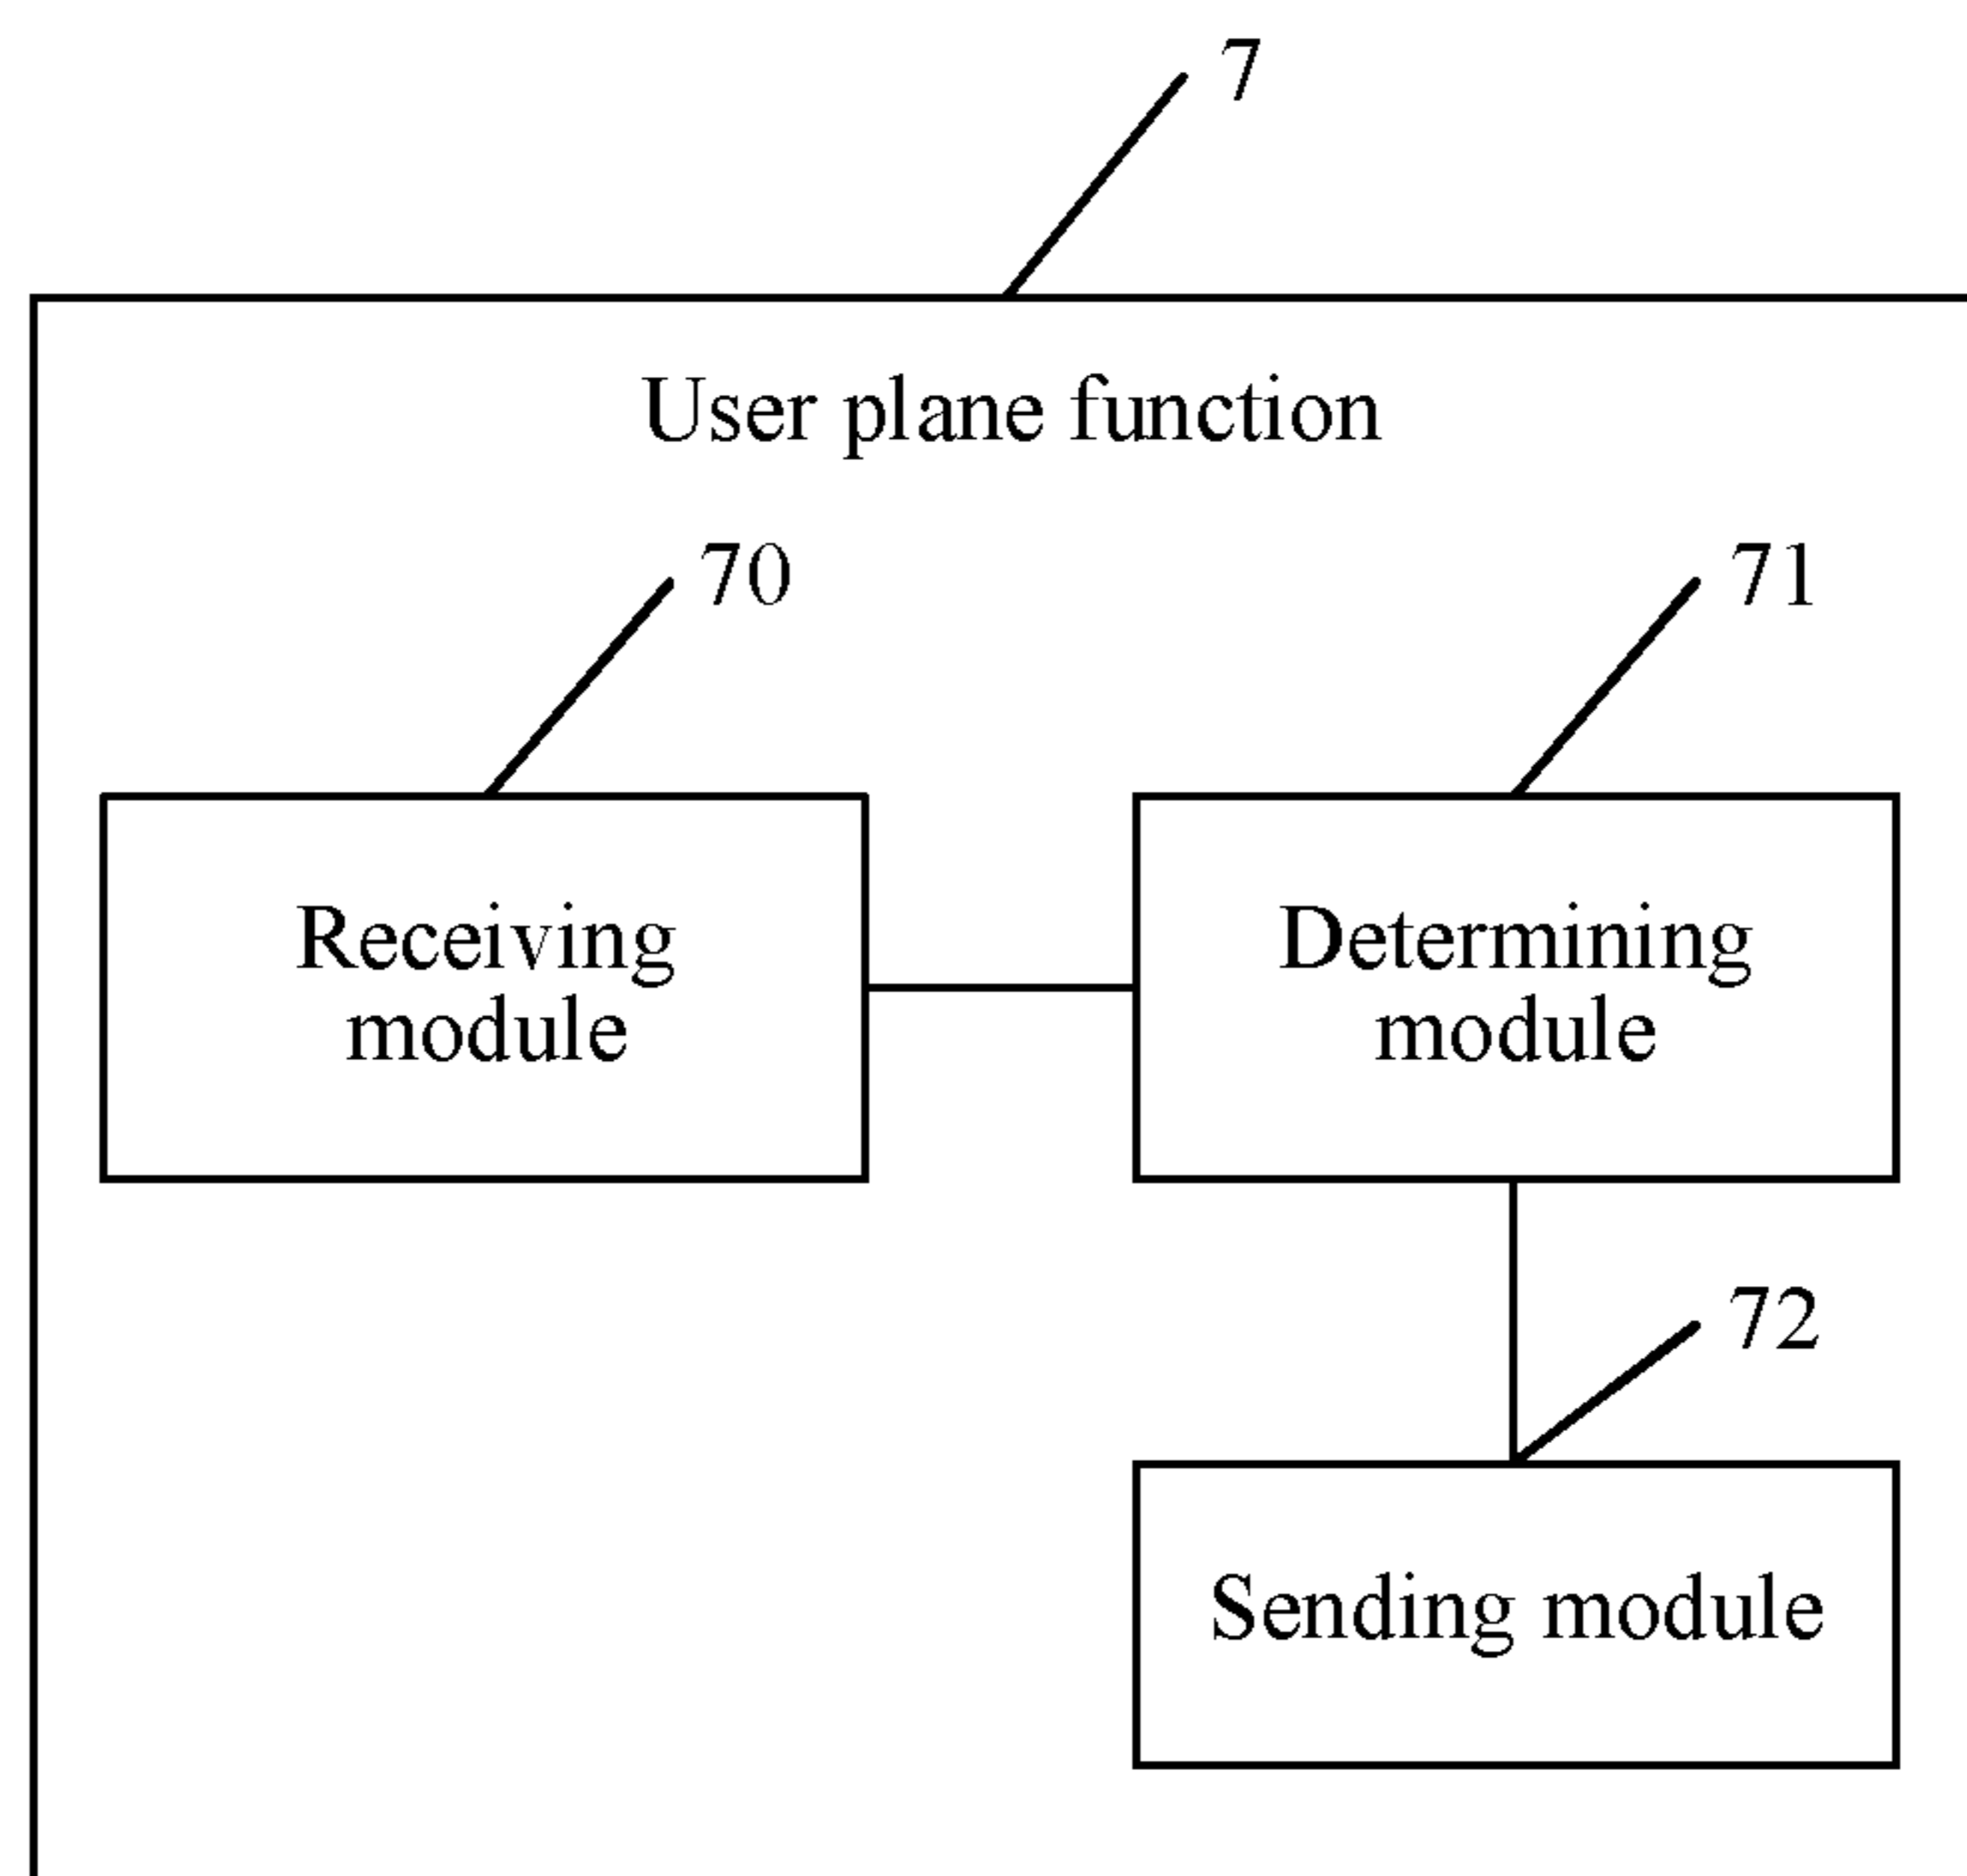 7
User plane function
70
71
Receiving
module
Determining
module
72
Sending module